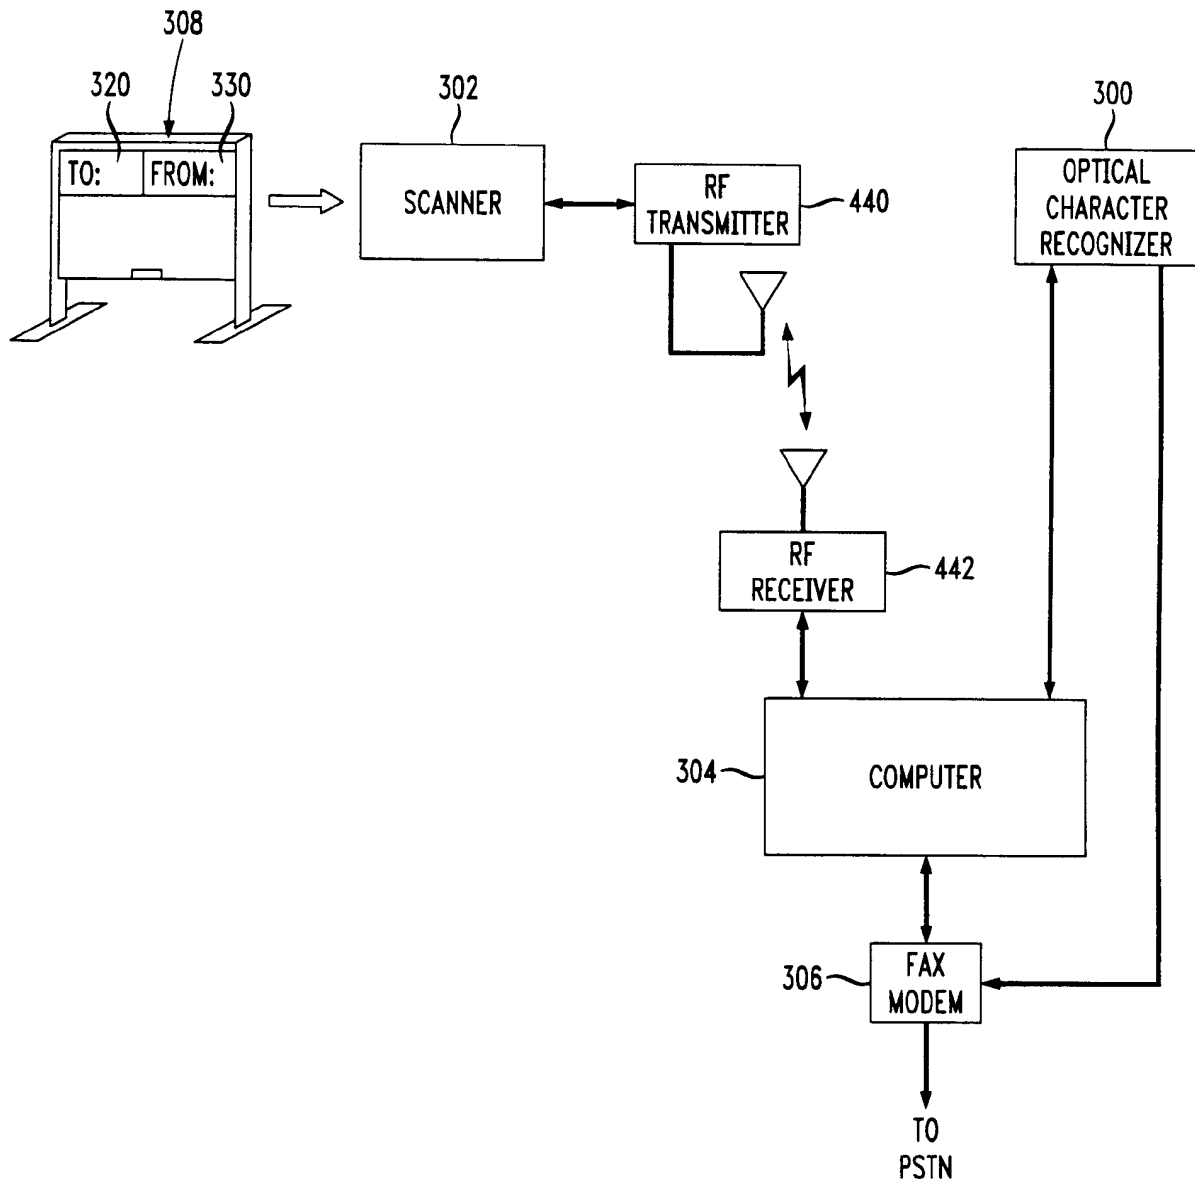 308
320
330
302
300
TO:
FROM:
SCANNER
RF
TRANSMITTER
440
OPTICAL
CHARACTER
RECOGNIZER
RF
RECEIVER
442
304
COMPUTER
306
FAX
MODEM
TO
PSTN